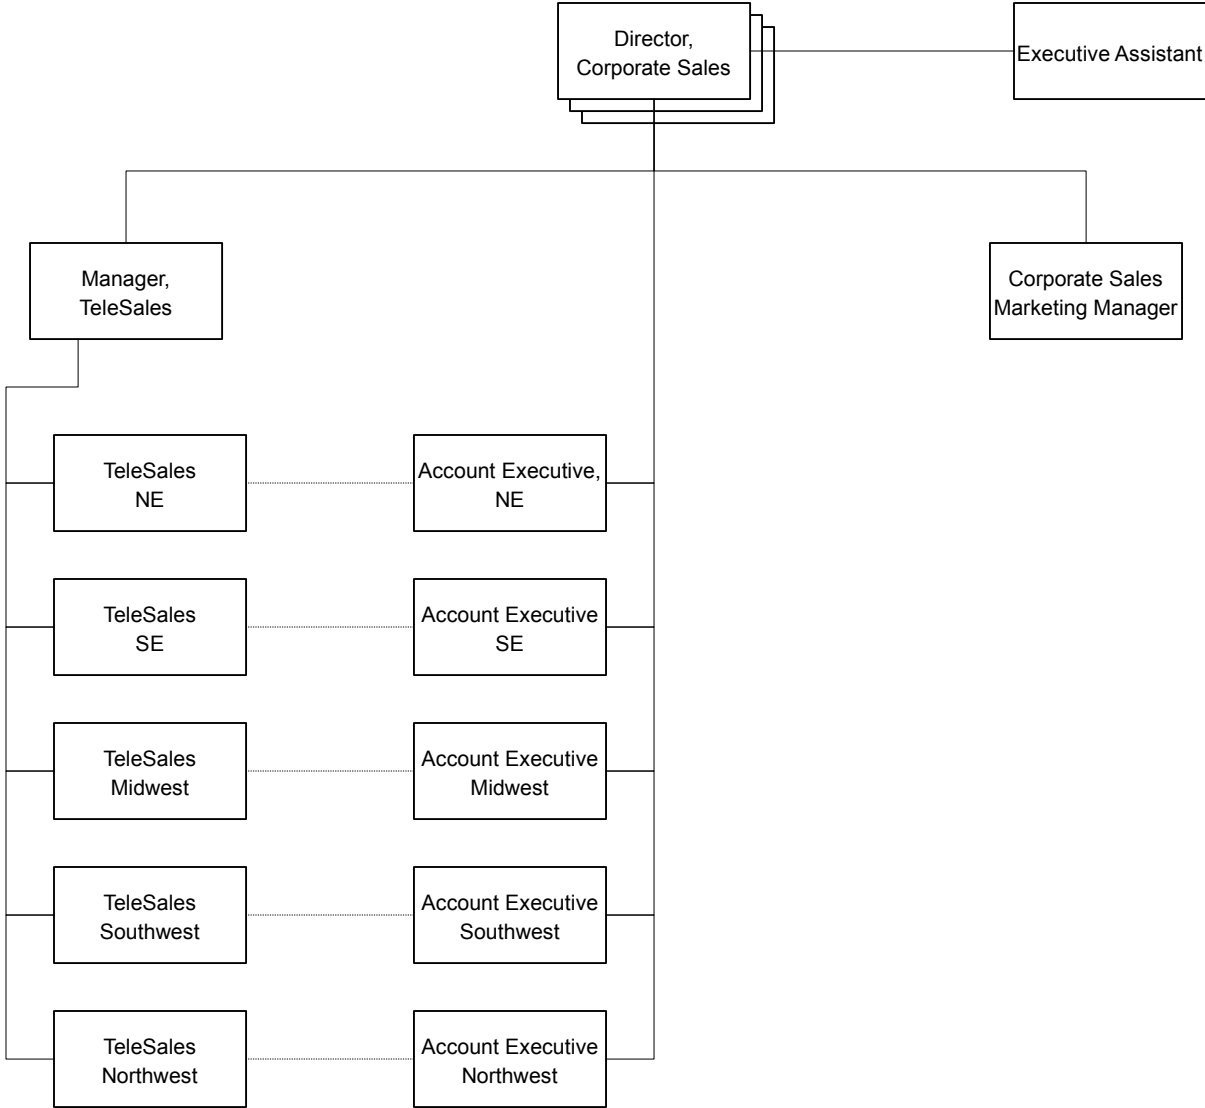 Director,
Corporate Sales
Executive Assistant
Manager,
TeleSales
Corporate Sales
Marketing Manager
TeleSales
NE
Account Executive,
NE
TeleSales
SE
Account Executive
SE
TeleSales
Midwest
Account Executive
Midwest
TeleSales
Southwest
Account Executive
Southwest
TeleSales
Northwest
Account Executive
Northwest